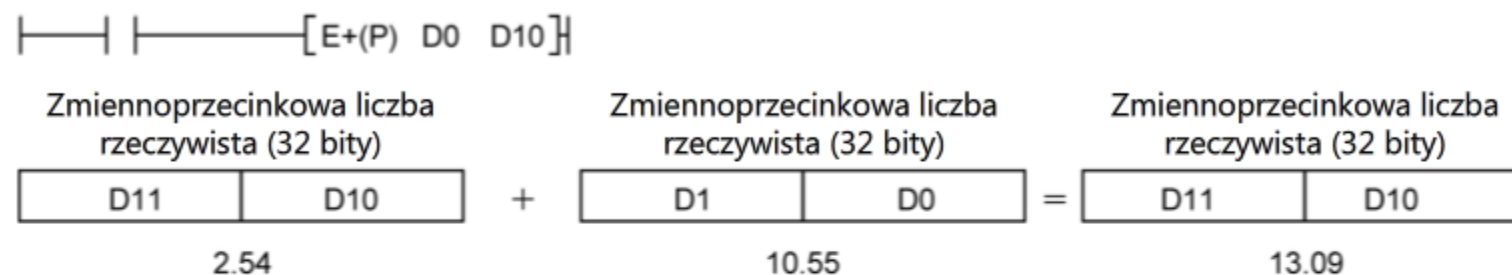 E+(P) D0 D10
Zmiennoprzecinkowa liczba rzeczywista (32 bity)
Zmiennoprzecinkowa liczba rzeczywista (32 bity)
Zmiennoprzecinkowa liczba rzeczywista (32 bity)
D11 D10 + D1 D0 = D11 D10
2.54 10.55 13.09